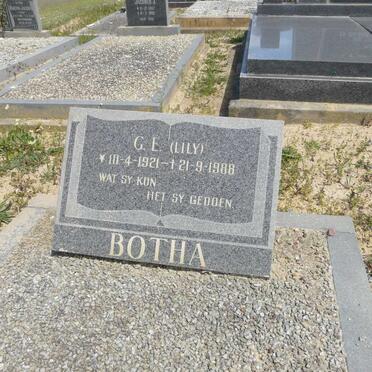 G. E. (LILY)
* 10-4-1921 - † 21-9-1988
WAT SY KON
HET SY GEDOEN
BOTHA